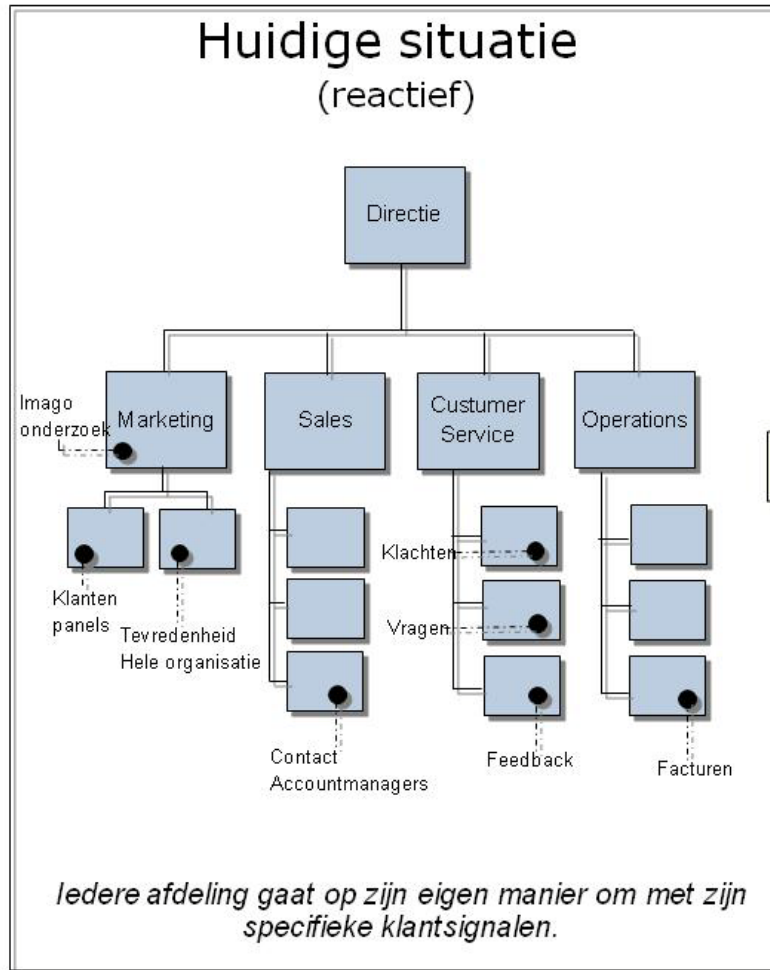 Huidige situatie
(reactief)
Directie
Imago
onderzoek
Marketing
Sales
Custumer
Service
Operations
Klanten
panels
Tevredenheid
Hele organisatie
Contact
Accountmanagers
Klachten
Vragen
Feedback
Facturen
Iedere afdeling gaat op zijn eigen manier om met zijn
specifieke klantsignalen.